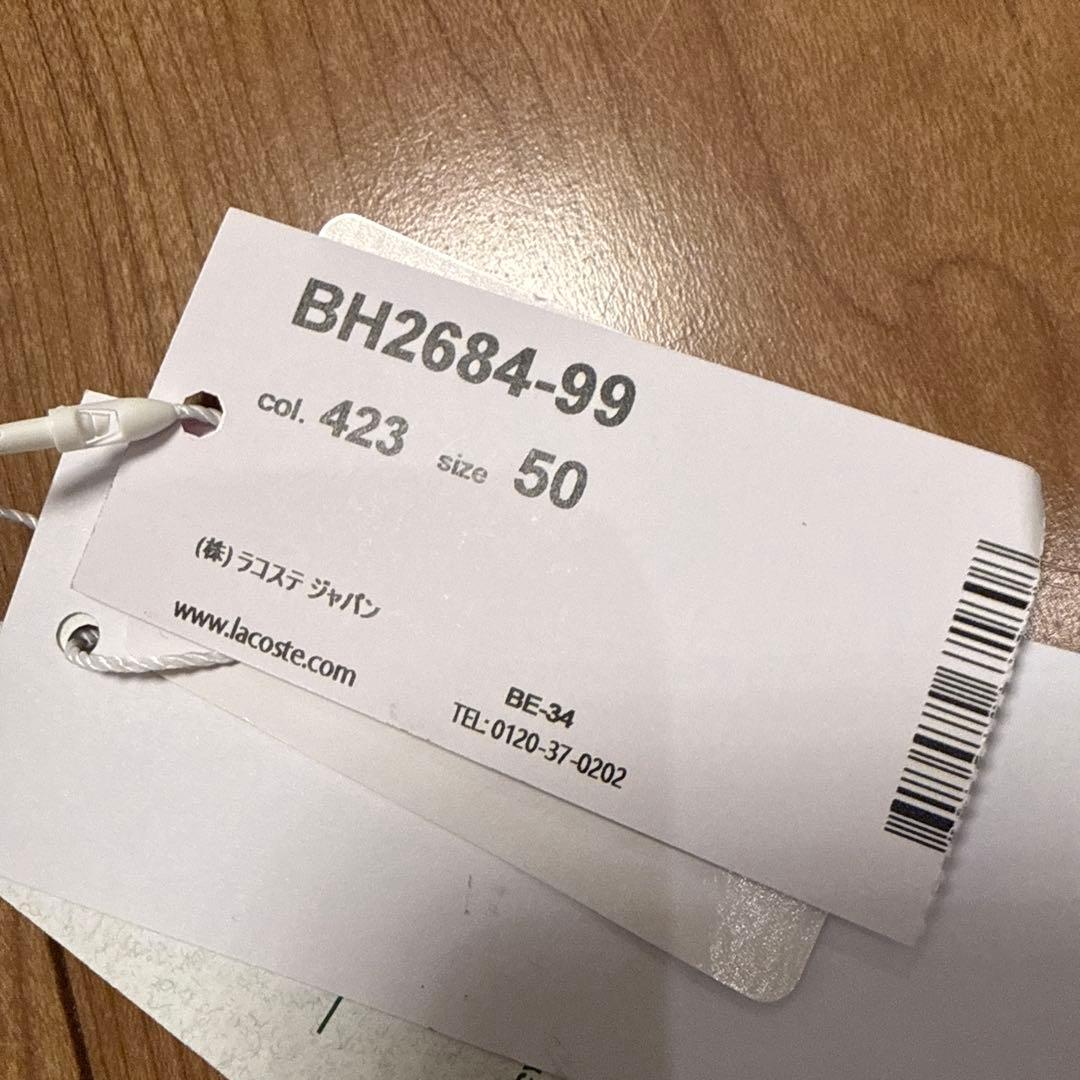 BH2684-99
col. 423 size 50
(株) ラコステ ジャパン
www.lacoste.com
BE-34
TEL: 0120-37-0202